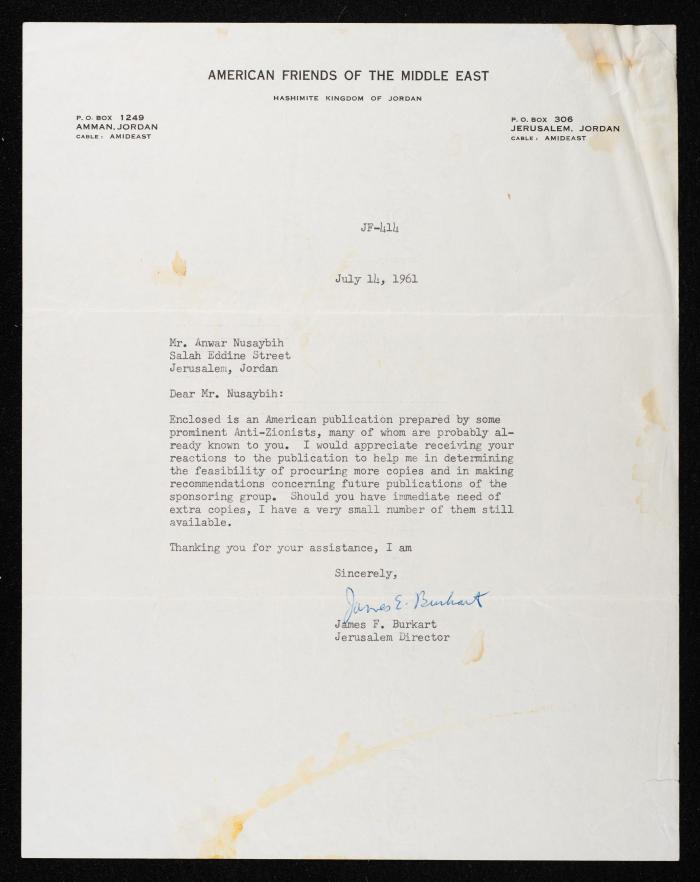 AMERICAN FRIENDS OF THE MIDDLE EAST
HASHIMITE KINGDOM OF JORDAN
P. O. BOX 1249
AMMAN, JORDAN
CABLE: AMIDEAST
P. O. BOX 306
JERUSALEM, JORDAN
CABLE: AMIDEAST
JF-414
July 14, 1961
Mr. Anwar Nusaybih
Salah Eddine Street
Jerusalem, Jordan
Dear Mr. Nusaybih:
Enclosed is an American publication prepared by some
prominent Anti-Zionists, many of whom are probably al-
ready known to you. I would appreciate receiving your
reactions to the publication to help me in determining
the feasibility of procuring more copies and in making
recommendations concerning future publications of the
sponsoring group. Should you have immediate need of
extra copies, I have a very small number of them still
available.
Thanking you for your assistance, I am
Sincerely,
James E. Burkart
James F. Burkart
Jerusalem Director